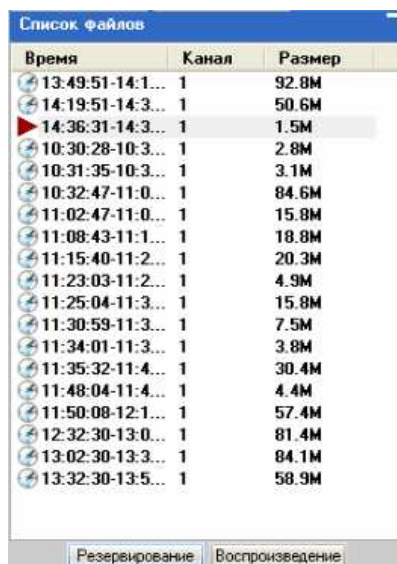 Список файлов
Время Канал Размер
13:49:51-14:1... 1 92.8M
14:19:51-14:3... 1 50.6M
14:36:31-14:3... 1 1.5M
10:30:28-10:3... 1 2.8M
10:31:35-10:3... 1 3.1M
10:32:47-11:0... 1 84.6M
11:02:47-11:0... 1 15.8M
11:08:43-11:1... 1 18.8M
11:15:40-11:2... 1 20.3M
11:23:03-11:2... 1 4.9M
11:25:04-11:3... 1 15.8M
11:30:59-11:3... 1 7.5M
11:34:01-11:3... 1 3.8M
11:35:32-11:4... 1 30.4M
11:48:04-11:4... 1 4.4M
11:50:08-12:1... 1 57.4M
12:32:30-13:0... 1 81.4M
13:02:30-13:3... 1 84.1M
13:32:30-13:5... 1 58.9M
Резервирование Воспроизведение